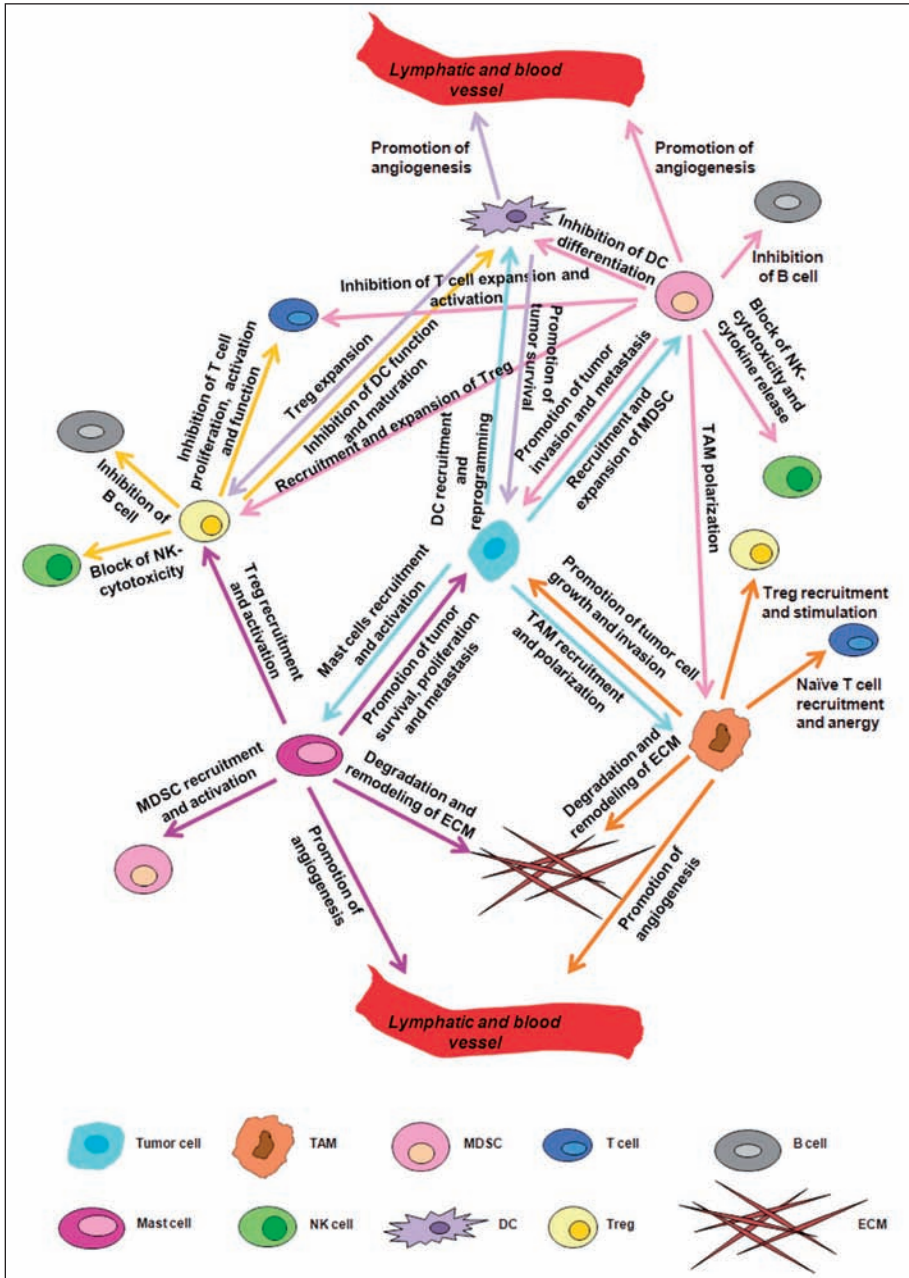 Lymphatic and blood
vessel
Promotion of
angiogenesis
Promotion of
angiogenesis
Inhibition of DC
differentiation
Inhibition
of B cell
Inhibition of T cell expansion and
activation
Block of NK-
cytotoxicity and
cytokine release
Inhibition of T cell
proliferation, activation
and function
Treg expansion
Inhibition of DC function
and maturation
Recruitment and expansion of Treg
Promotion of
tumor survival
Promotion of tumor
invasion and metastasis
Recruitment and
expansion of MDSC
TAM polarization
DC recruitment
and
reprogramming
Inhibition of
B cell
Block of NK-
cytotoxicity
Treg recruitment
and activation
Mast cells recruitment
and activation
Promotion of tumor
survival, proliferation
and metastasis
Promotion of tumor cell
growth and invasion
TAM recruitment
and polarization
Treg recruitment
and stimulation
Naïve T cell
recruitment
and anergy
MDSC recruitment
and activation
Degradation and
remodeling of ECM
Degradation and
remodeling of ECM
Promotion of
angiogenesis
Promotion of
angiogenesis
Lymphatic and blood
vessel
Tumor cell
TAM
MDSC
T cell
B cell
Mast cell
NK cell
DC
Treg
ECM